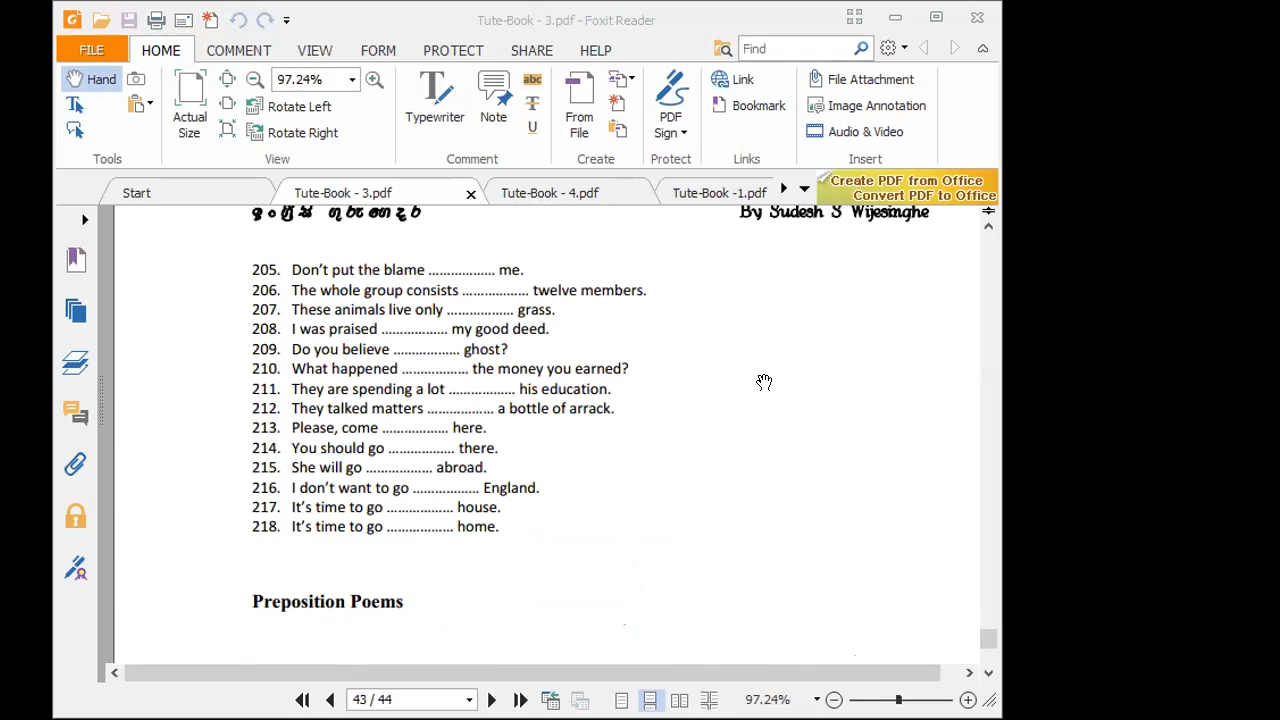 Tute-Book - 3.pdf - Foxit Reader
FILE HOME COMMENT VIEW FORM PROTECT SHARE HELP Find
Hand 97.24% Link File Attachment
Actual Size Rotate Left Typewriter Note abc T U From File PDF Sign Bookmark Image Annotation
Rotate Right Audio & Video
Tools View Comment Create Protect Links Insert
Start Tute-Book - 3.pdf Tute-Book - 4.pdf Tute-Book -1.pdf Create PDF from Office
Convert PDF to Office
By Sudesh S Wijesinghe
205. Don't put the blame ……………… me.
206. The whole group consists ……………… twelve members.
207. These animals live only ……………… grass.
208. I was praised ……………… my good deed.
209. Do you believe ……………… ghost?
210. What happened ……………… the money you earned?
211. They are spending a lot ……………… his education.
212. They talked matters ……………… a bottle of arrack.
213. Please, come ……………… here.
214. You should go ……………… there.
215. She will go ……………… abroad.
216. I don't want to go ……………… England.
217. It's time to go ……………… house.
218. It's time to go ……………… home.
Preposition Poems
43 / 44 97.24%